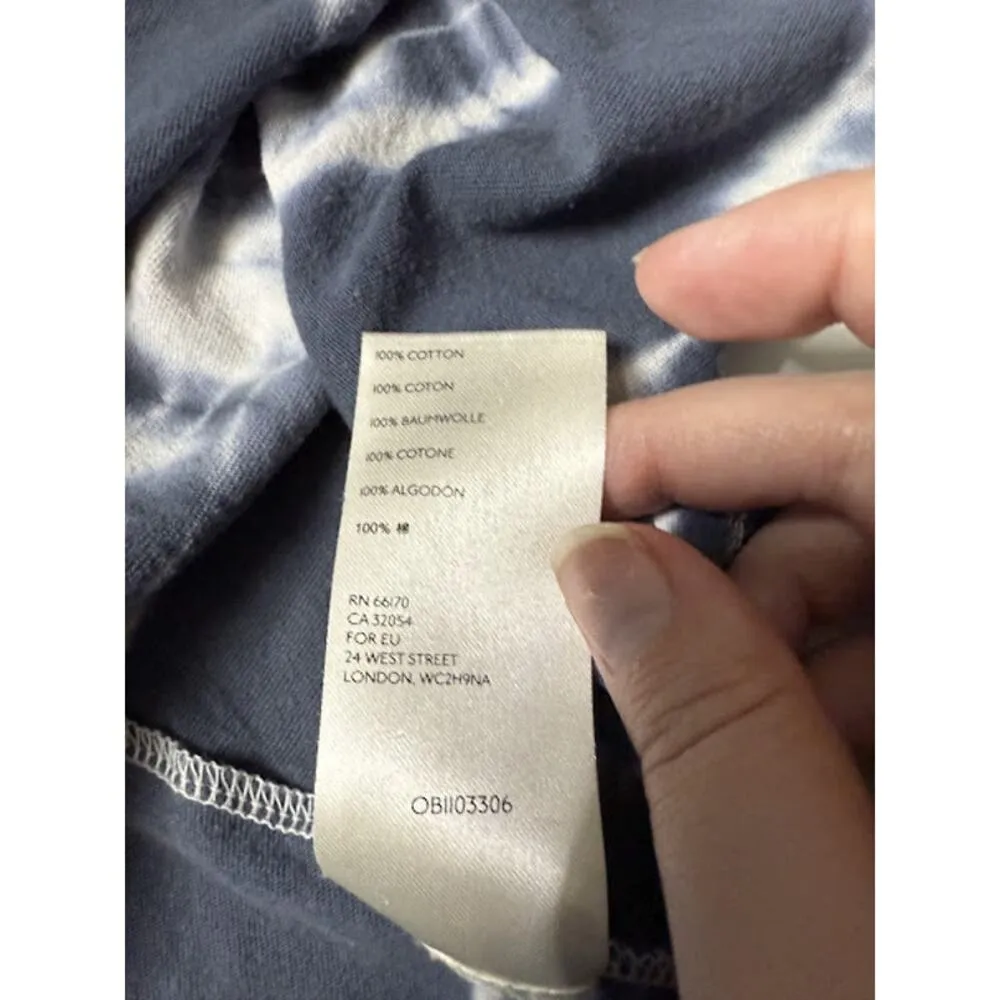 100% COTTON
100% COTON
100% BAUMWOLLE
100% COTONE
100% ALGODÓN
100% 棉
RN 66170
CA 32054
FOR EU
24 WEST STREET
LONDON, WC2H9NA
OB1103306